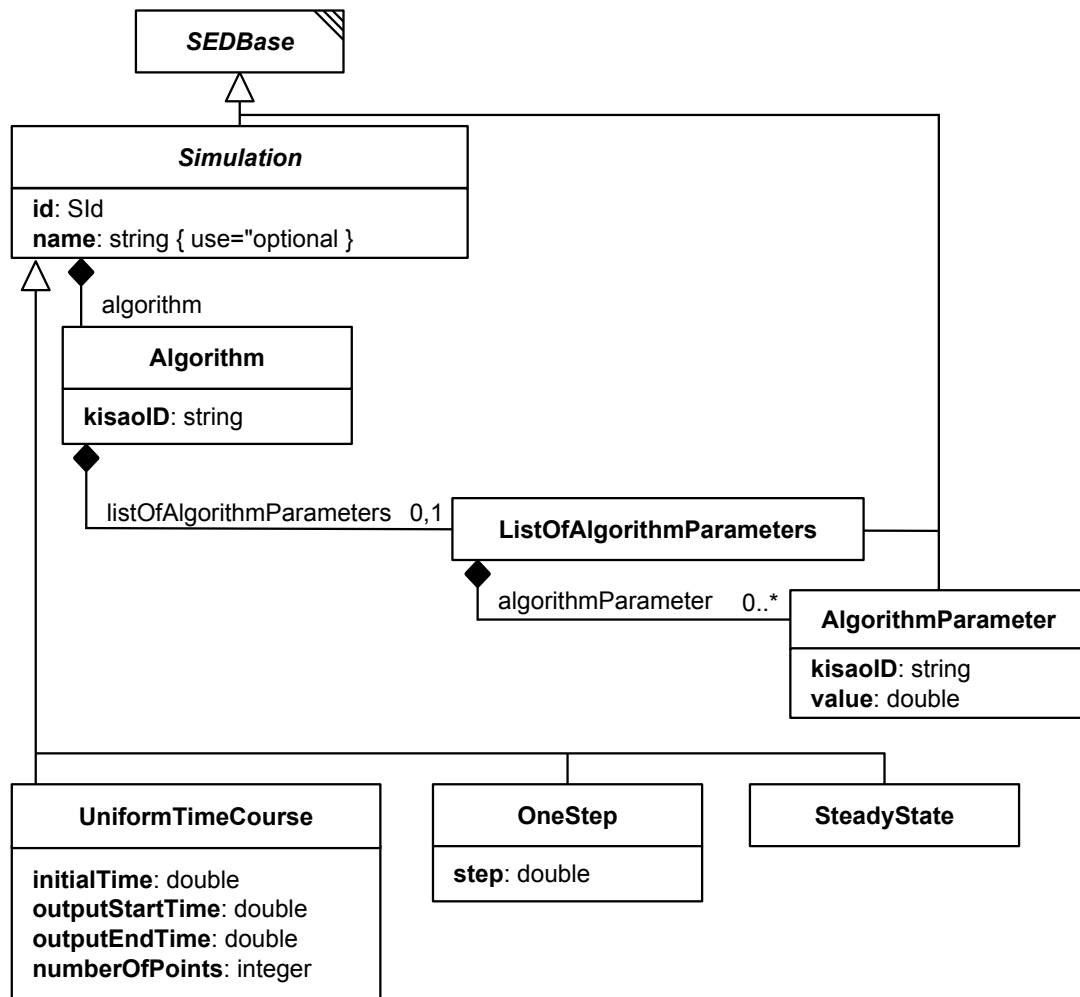 SEDBase
Simulation
id: SId
name: string { use="optional }
algorithm
Algorithm
kisaoID: string
listOfAlgorithmParameters 0,1
ListOfAlgorithmParameters
algorithmParameter 0..*
AlgorithmParameter
kisaoID: string
value: double
UniformTimeCourse
initialTime: double
outputStartTime: double
outputEndTime: double
numberOfPoints: integer
OneStep
step: double
SteadyState